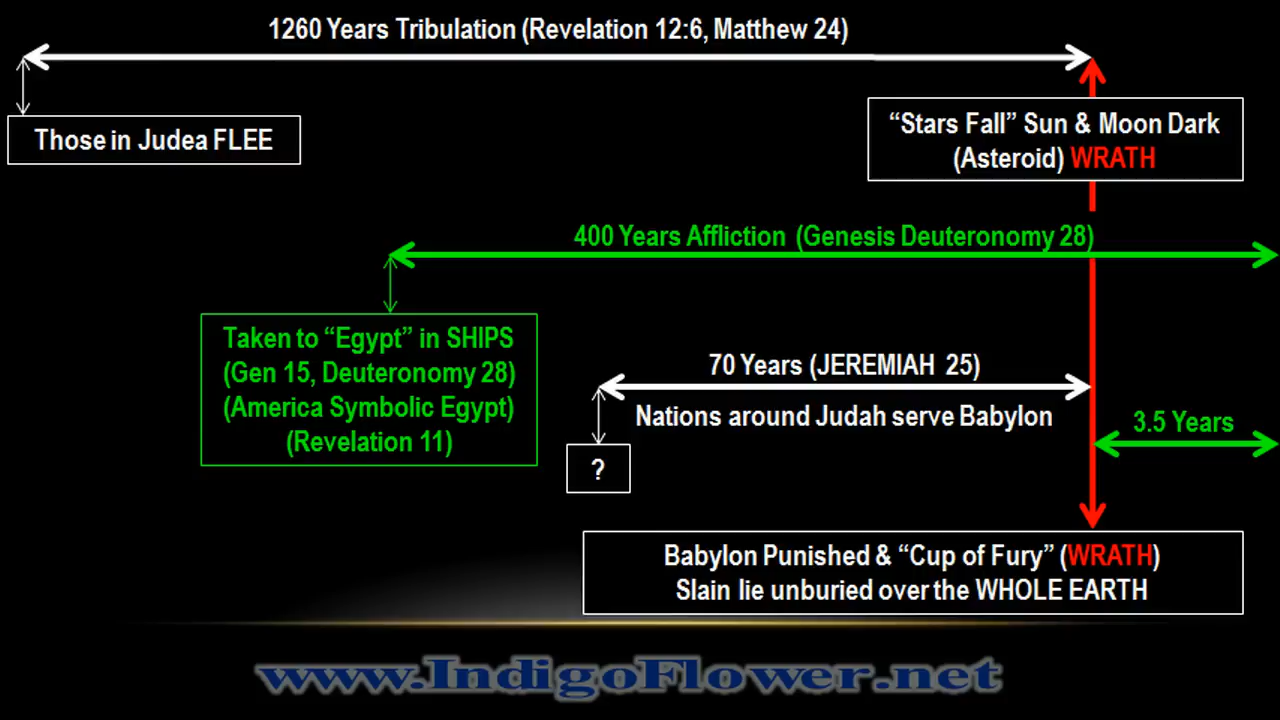 1260 Years Tribulation (Revelation 12:6, Matthew 24)
Those in Judea FLEE
“Stars Fall” Sun & Moon Dark
(Asteroid) WRATH
400 Years Affliction (Genesis Deuteronomy 28)
Taken to “Egypt” in SHIPS
(Gen 15, Deuteronomy 28)
(America Symbolic Egypt)
(Revelation 11)
70 Years (JEREMIAH 25)
Nations around Judah serve Babylon
?
3.5 Years
Babylon Punished & “Cup of Fury” (WRATH)
Slain lie unburied over the WHOLE EARTH
www.IndigoFlower.net